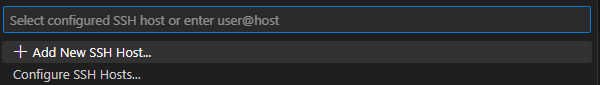 Select configured SSH host or enter user@host
+ Add New SSH Host...
Configure SSH Hosts...